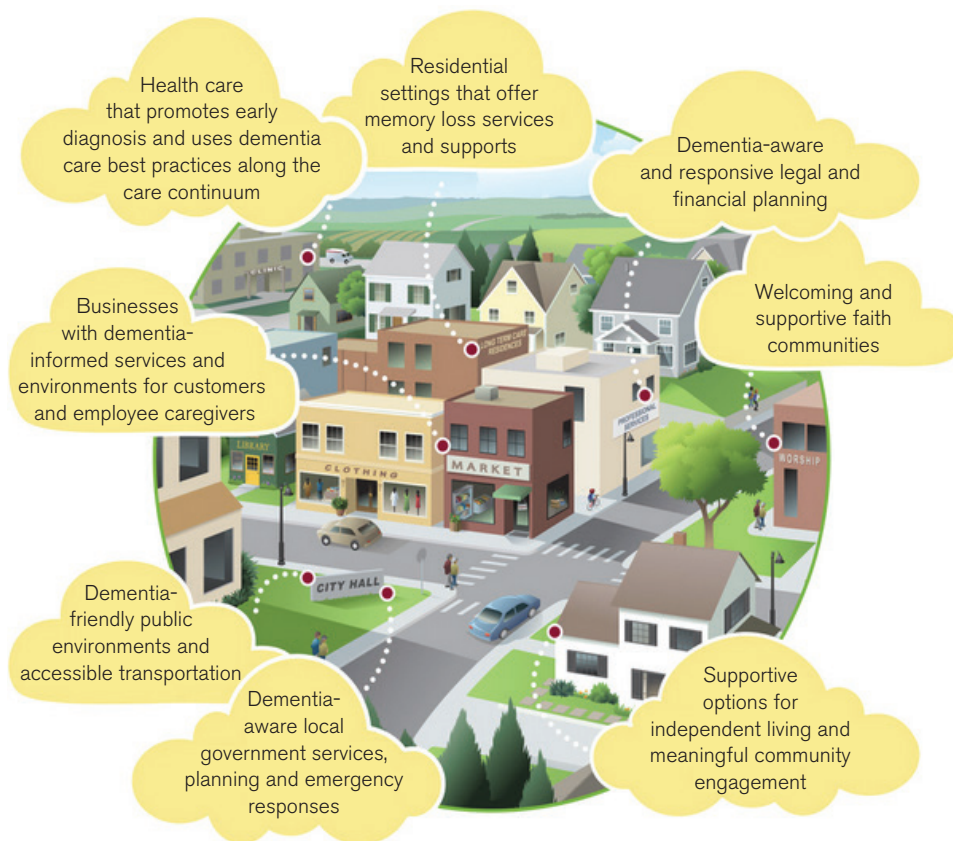 Health care
that promotes early
diagnosis and uses dementia
care best practices along the
care continuum
Residential
settings that offer
memory loss services
and supports
Dementia-aware
and responsive legal and
financial planning
Welcoming and
supportive faith
communities
Businesses
with dementia-
informed services and
environments for customers
and employee caregivers
CLINIC
LONG TERM CARE
RESIDENCES
PROFESSIONAL
SERVICES
WORSHIP
LIBRARY
CLOTHING
MARKET
CITY HALL
Dementia-
friendly public
environments and
accessible transportation
Dementia-
aware local
government services,
planning and emergency
responses
Supportive
options for
independent living and
meaningful community
engagement